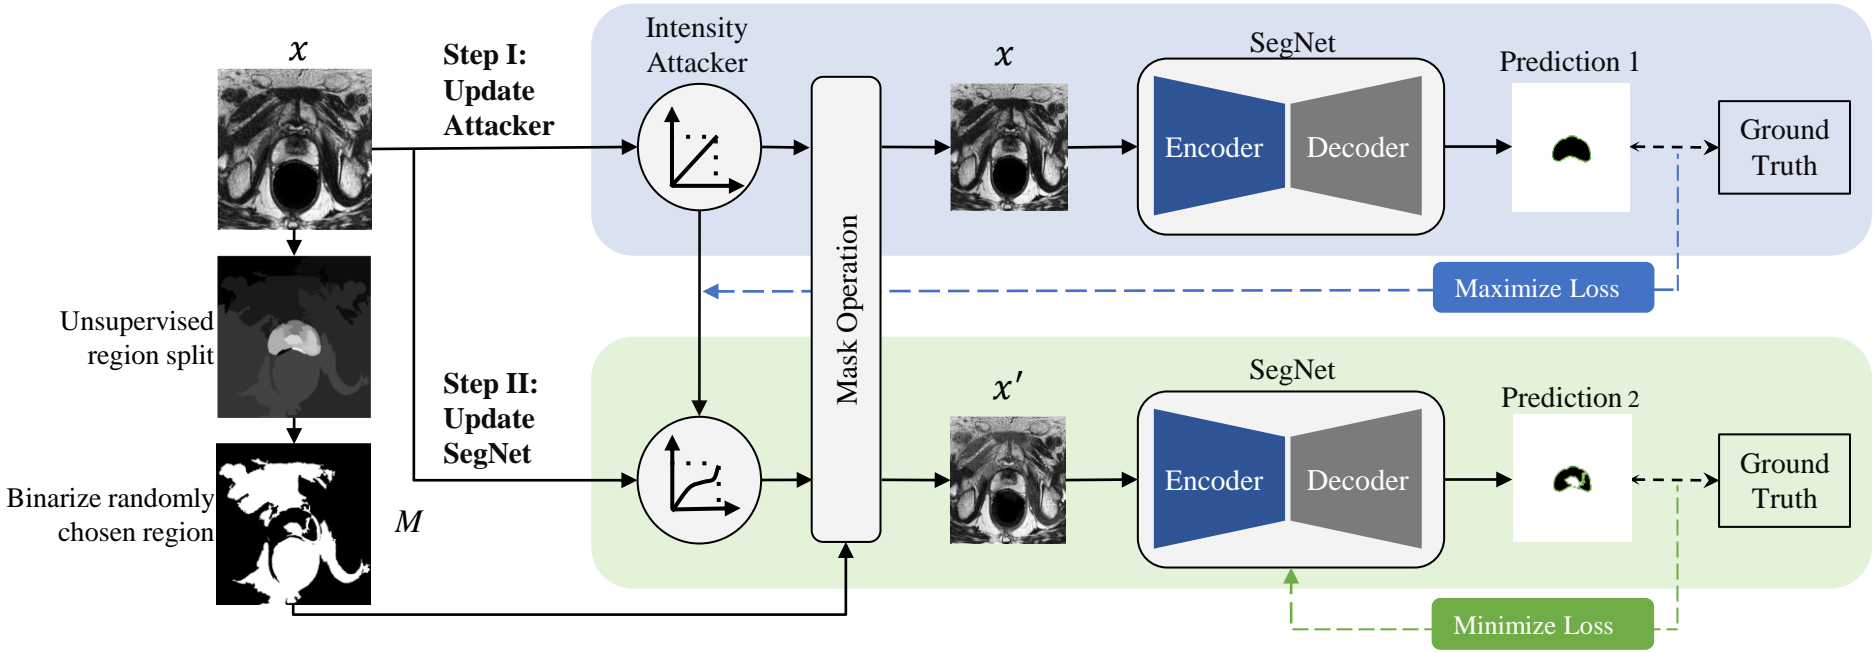 x
Unsupervised
region split
Binarize randomly
chosen region
M
Step I:
Update
Attacker
Step II:
Update
SegNet
Intensity
Attacker
Mask Operation
x
SegNet
Encoder
Decoder
Prediction 1
Ground
Truth
Maximize Loss
x′
SegNet
Encoder
Decoder
Prediction 2
Ground
Truth
Minimize Loss